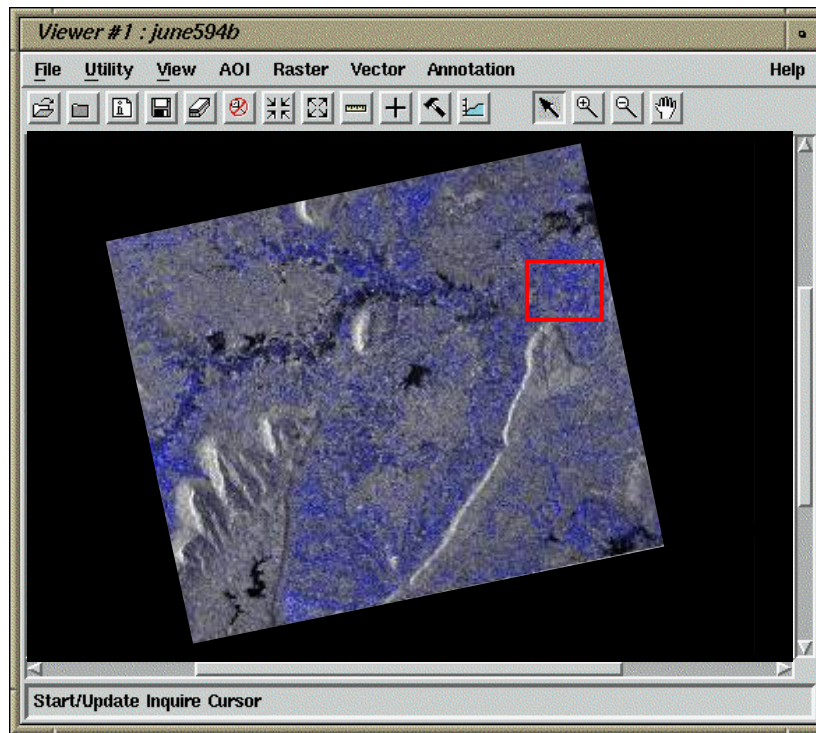 Viewer #1 : june594b
File Utility View AOI Raster Vector Annotation Help
Start/Update Inquire Cursor